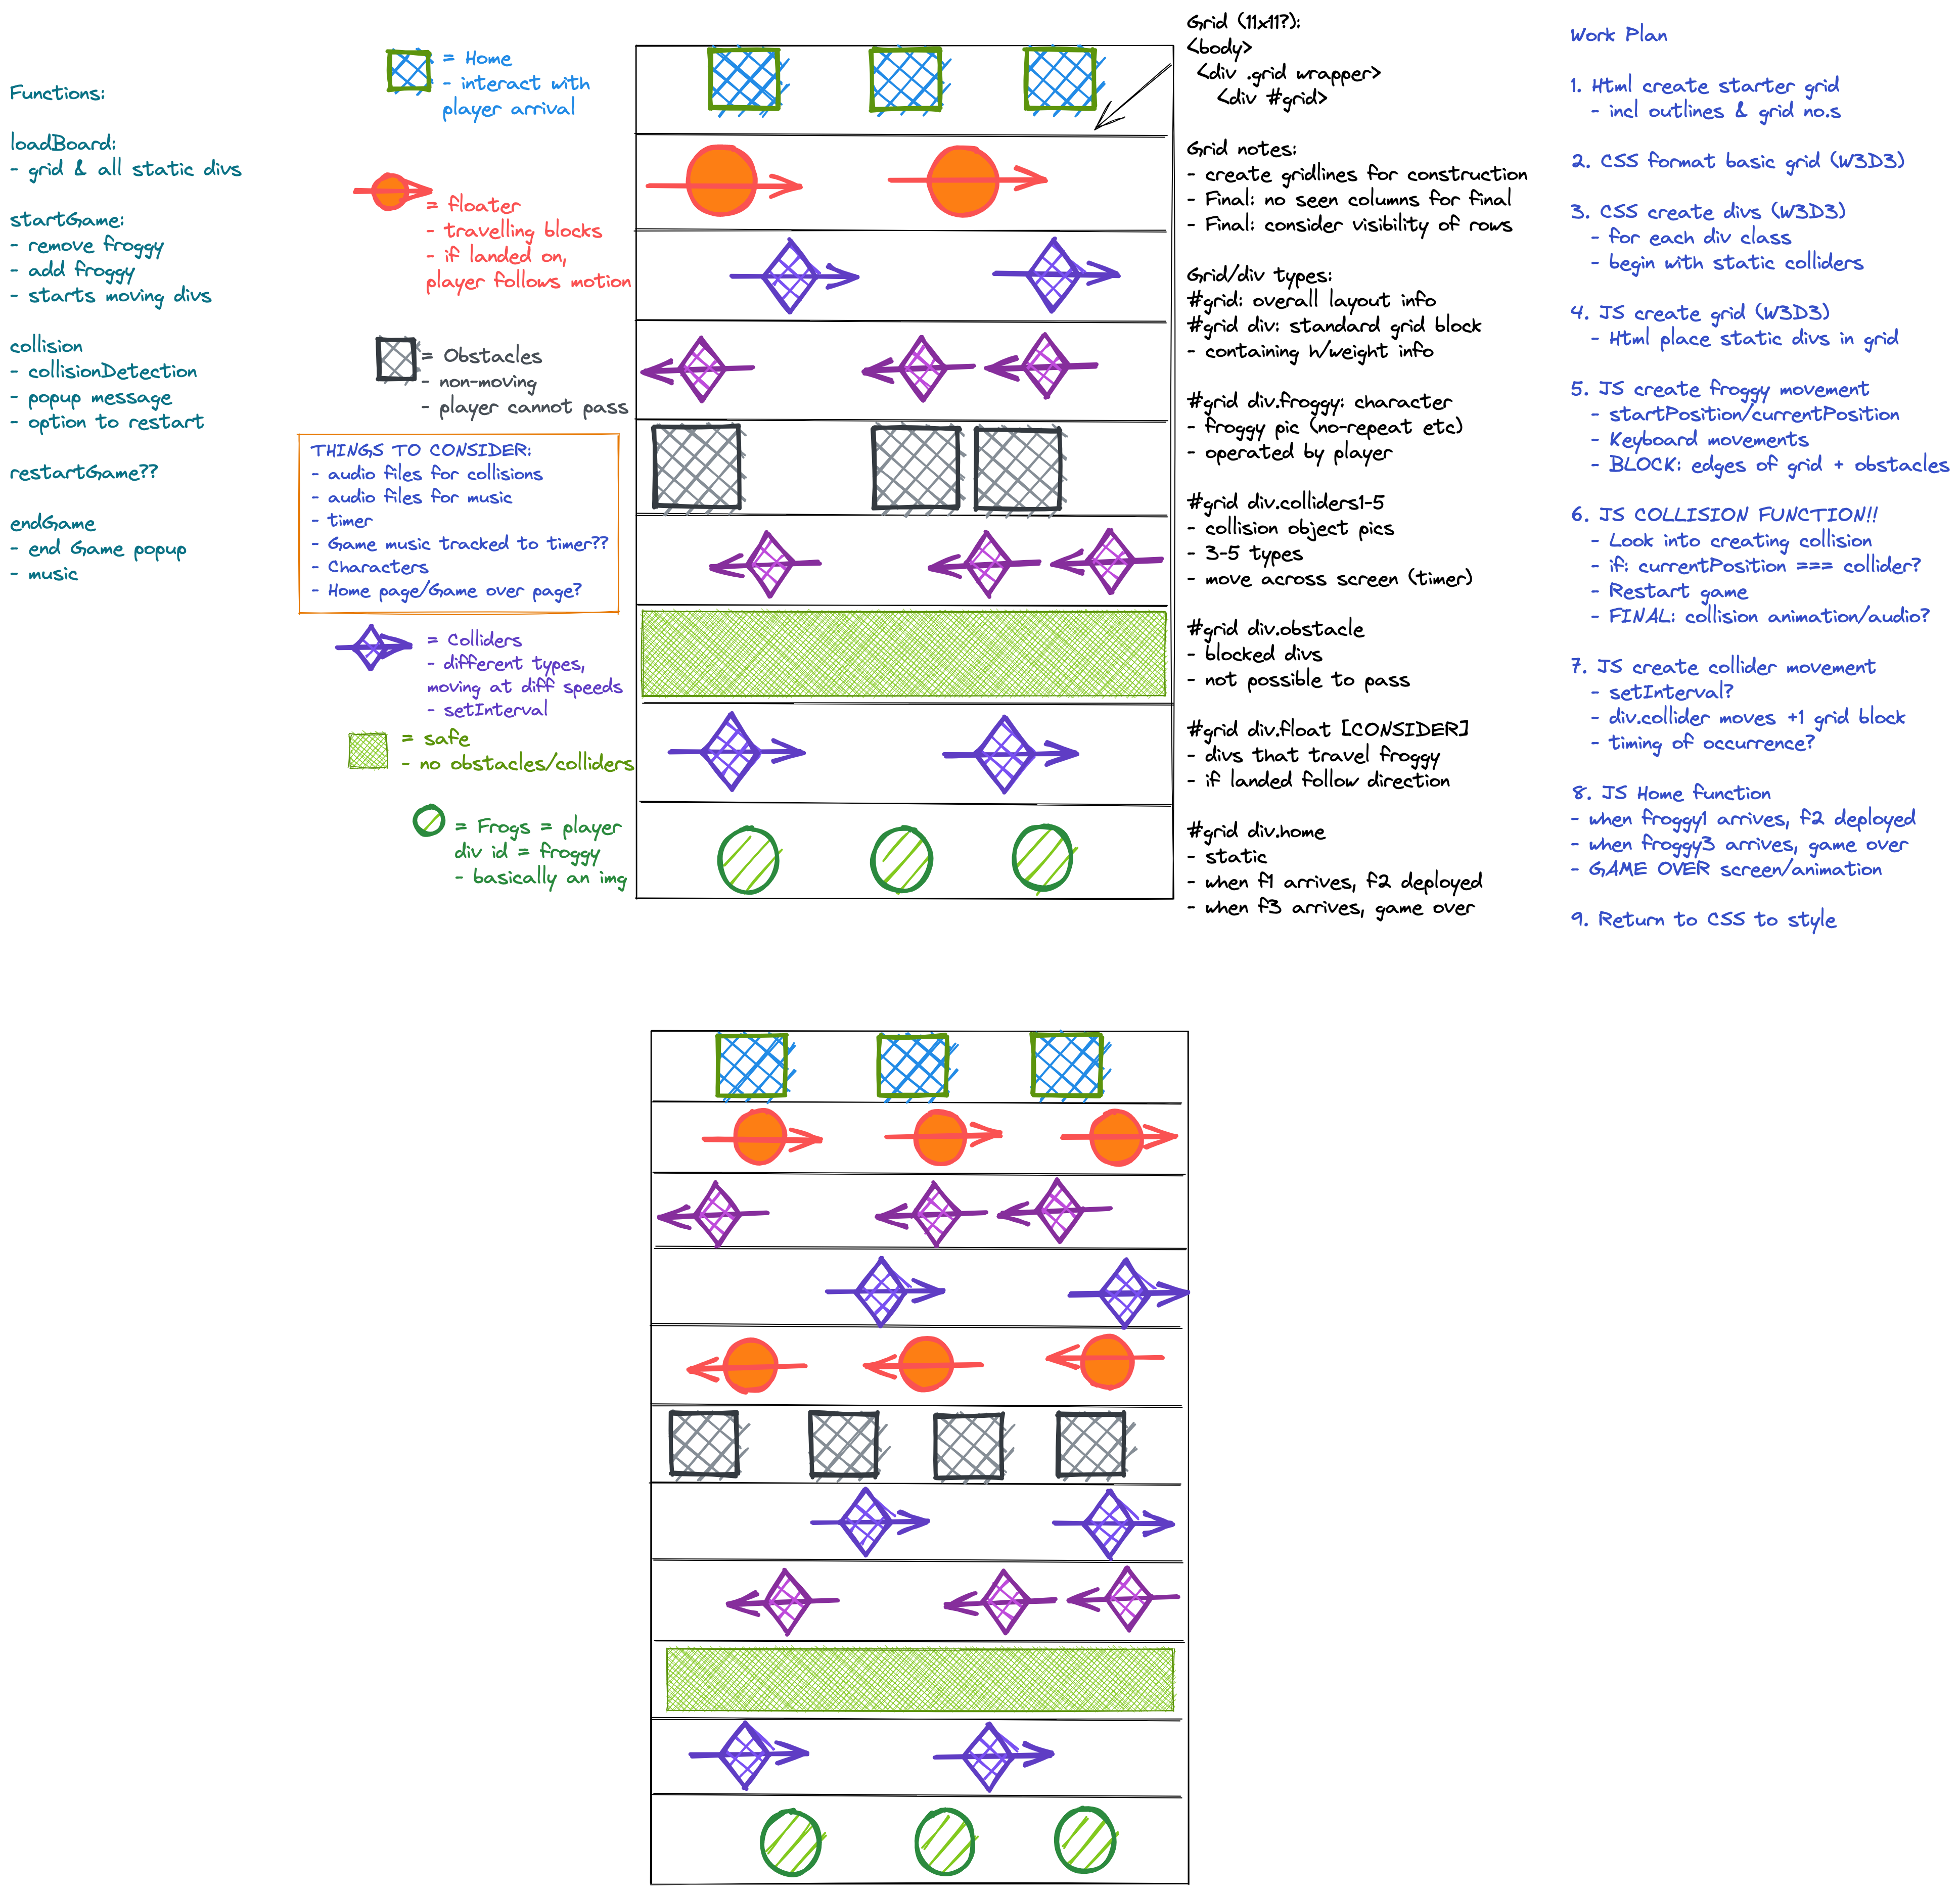 Functions:
loadBoard:
- grid & all static divs
startGame:
- remove froggy
- add froggy
- starts moving divs
collision
- collisionDetection
- popup message
- option to restart
restartGame??
endGame
- end Game popup
- music
= Home
- interact with
player arrival
= floater
- travelling blocks
- if landed on,
player follows motion
= Obstacles
- non-moving
- player cannot pass
THINGS TO CONSIDER:
- audio files for collisions
- audio files for music
- timer
- Game music tracked to timer??
- Characters
- Home page/Game over page?
= Colliders
- different types,
moving at diff speeds
- setInterval
= safe
- no obstacles/colliders
= Frogs = player
div id = froggy
- basically an img
Grid (11x11?):
<body>
<div .grid wrapper>
<div #grid>
Grid notes:
- create gridlines for construction
- Final: no seen columns for final
- Final: consider visibility of rows
Grid/div types:
#grid: overall layout info
#grid div: standard grid block
- containing h/weight info
#grid div.froggy: character
- froggy pic (no-repeat etc)
- operated by player
#grid div.colliders1-5
- collision object pics
- 3-5 types
- move across screen (timer)
#grid div.obstacle
- blocked divs
- not possible to pass
#grid div.float [CONSIDER]
- divs that travel froggy
- if landed follow direction
#grid div.home
- static
- when f1 arrives, f2 deployed
- when f3 arrives, game over
Work Plan
1. Html create starter grid
- incl outlines & grid no.s
2. CSS format basic grid (W3D3)
3. CSS create divs (W3D3)
- for each div class
- begin with static colliders
4. JS create grid (W3D3)
- Html place static divs in grid
5. JS create froggy movement
- startPosition/currentPosition
- Keyboard movements
- BLOCK: edges of grid + obstacles
6. JS COLLISION FUNCTION!!
- Look into creating collision
- if: currentPosition === collider?
- Restart game
- FINAL: collision animation/audio?
7. JS create collider movement
- setInterval?
- div.collider moves +1 grid block
- timing of occurrence?
8. JS Home function
- when froggy1 arrives, f2 deployed
- when froggy3 arrives, game over
- GAME OVER screen/animation
9. Return to CSS to style